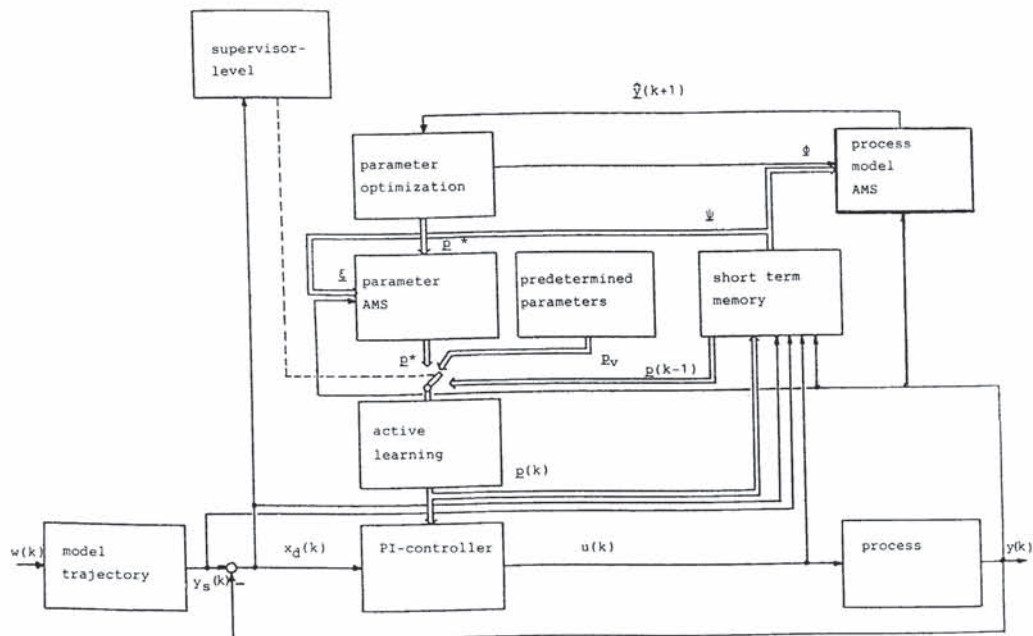 supervisor-
level
ŷ(k+1)
parameter
optimization
Φ
process
model
AMS
Ψ
p *
ξ
parameter
AMS
predetermined
parameters
short term
memory
p*
p_v
p(k-1)
active
learning
p(k)
w(k)
model
trajectory
y_s(k)
-
x_d(k)
PI-controller
u(k)
process
y(k)